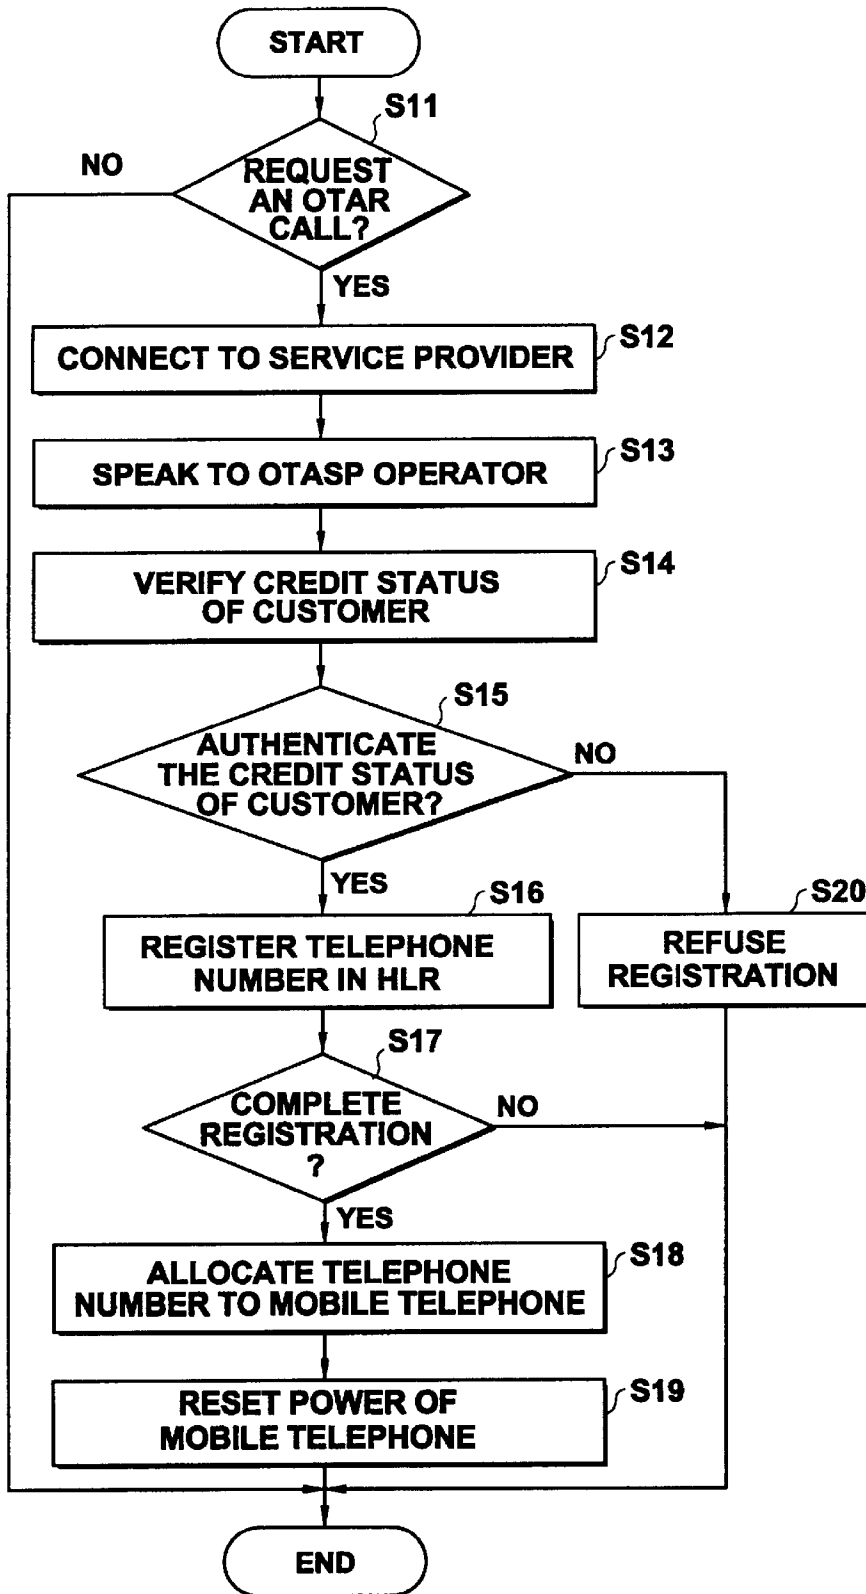 START
S11
NO
REQUEST
AN OTAR
CALL?
YES
S12
CONNECT TO SERVICE PROVIDER
S13
SPEAK TO OTASP OPERATOR
S14
VERIFY CREDIT STATUS
OF CUSTOMER
S15
AUTHENTICATE
THE CREDIT STATUS
OF CUSTOMER?
NO
YES
S16
REGISTER TELEPHONE
NUMBER IN HLR
S20
REFUSE
REGISTRATION
S17
COMPLETE
REGISTRATION
?
NO
YES
S18
ALLOCATE TELEPHONE
NUMBER TO MOBILE TELEPHONE
S19
RESET POWER OF
MOBILE TELEPHONE
END